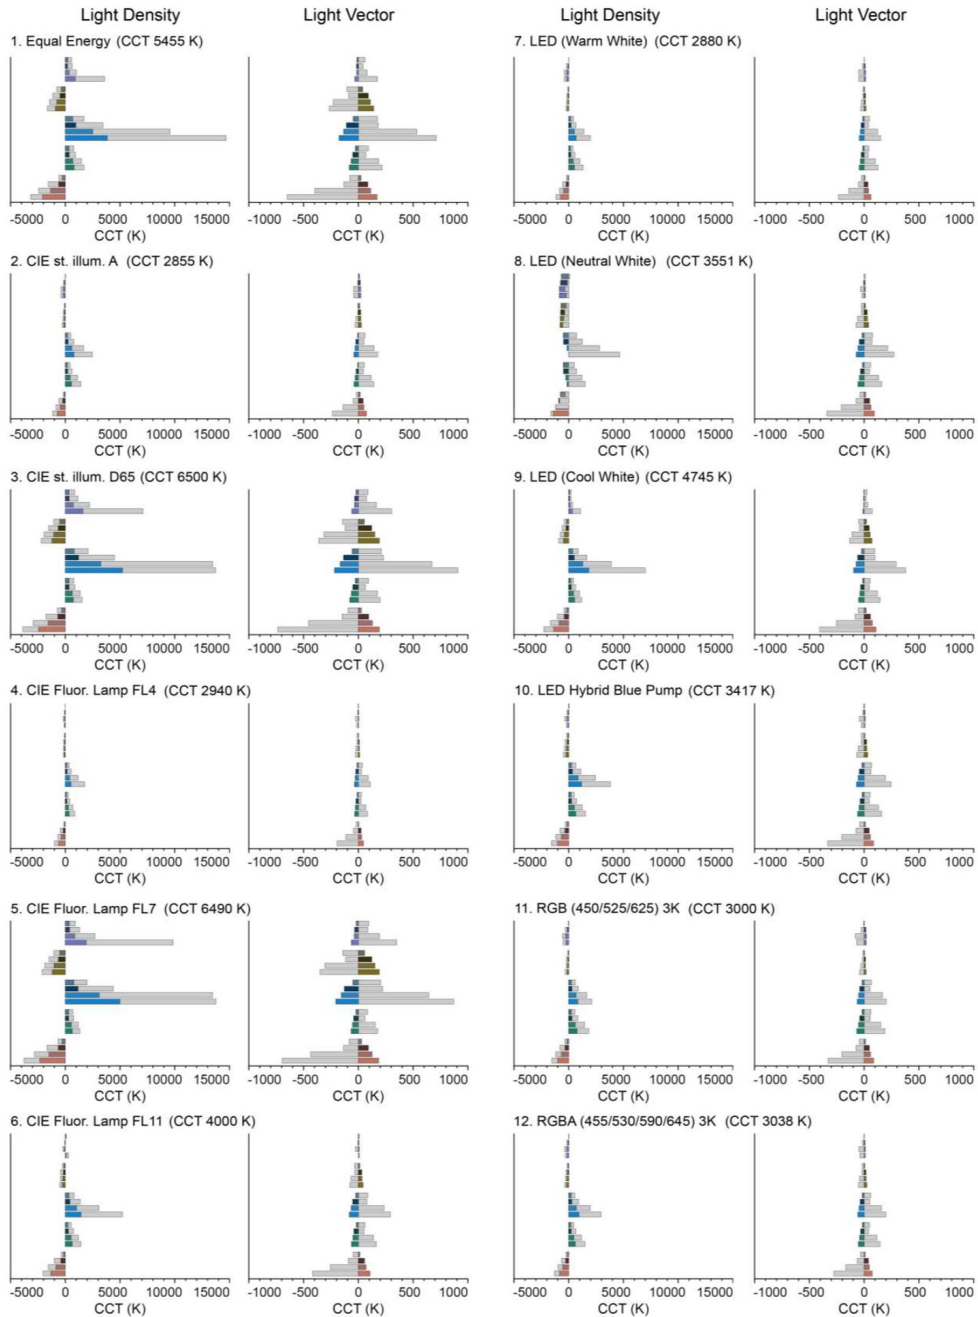 Light Density Light Vector Light Density Light Vector
1. Equal Energy (CCT 5455 K) 7. LED (Warm White) (CCT 2880 K)
-5000 0 5000 10000 15000 -1000 -500 0 500 1000 -5000 0 5000 10000 15000 -1000 -500 0 500 1000
CCT (K) CCT (K) CCT (K) CCT (K)
2. CIE st. illum. A (CCT 2855 K) 8. LED (Neutral White) (CCT 3551 K)
-5000 0 5000 10000 15000 -1000 -500 0 500 1000 -5000 0 5000 10000 15000 -1000 -500 0 500 1000
CCT (K) CCT (K) CCT (K) CCT (K)
3. CIE st. illum. D65 (CCT 6500 K) 9. LED (Cool White) (CCT 4745 K)
-5000 0 5000 10000 15000 -1000 -500 0 500 1000 -5000 0 5000 10000 15000 -1000 -500 0 500 1000
CCT (K) CCT (K) CCT (K) CCT (K)
4. CIE Fluor. Lamp FL4 (CCT 2940 K) 10. LED Hybrid Blue Pump (CCT 3417 K)
-5000 0 5000 10000 15000 -1000 -500 0 500 1000 -5000 0 5000 10000 15000 -1000 -500 0 500 1000
CCT (K) CCT (K) CCT (K) CCT (K)
5. CIE Fluor. Lamp FL7 (CCT 6490 K) 11. RGB (450/525/625) 3K (CCT 3000 K)
-5000 0 5000 10000 15000 -1000 -500 0 500 1000 -5000 0 5000 10000 15000 -1000 -500 0 500 1000
CCT (K) CCT (K) CCT (K) CCT (K)
6. CIE Fluor. Lamp FL11 (CCT 4000 K) 12. RGBA (455/530/590/645) 3K (CCT 3038 K)
-5000 0 5000 10000 15000 -1000 -500 0 500 1000 -5000 0 5000 10000 15000 -1000 -500 0 500 1000
CCT (K) CCT (K) CCT (K) CCT (K)